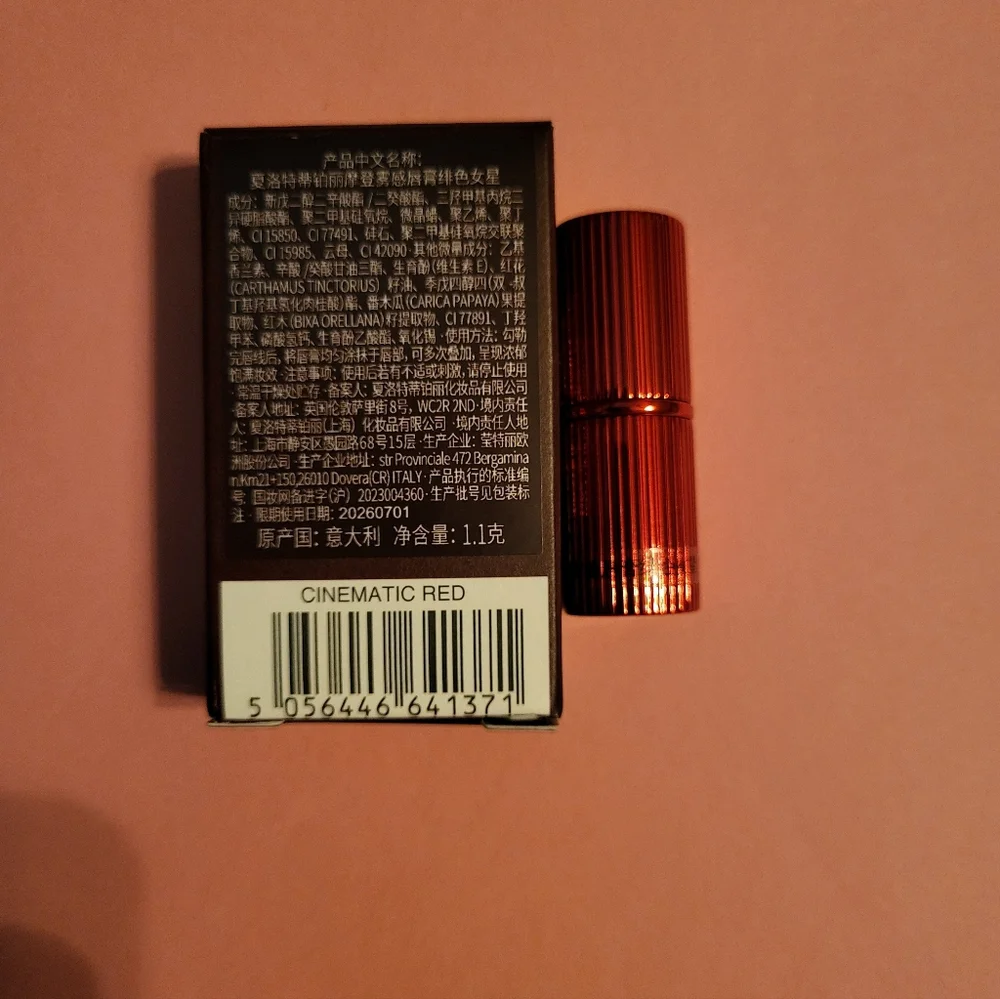 产品中文名称:
夏洛特蒂铂丽摩登雾感唇膏绯色女星
成分: 新戊二醇二辛酸酯/二癸酸酯、三羟甲基丙烷三
异硬脂酸酯、聚二甲基硅氧烷、微晶蜡、聚乙烯、聚丁
烯、CI 15850、CI 77491、硅石、聚二甲基硅氧烷交联聚
合物、CI 15985、云母、CI 42090·其他微量成分: 乙基
香兰素、辛酸/癸酸甘油三酯、生育酚(维生素E)、红花
(CARTHAMUS TINCTORIUS) 籽油、季戊四醇四(双-叔
丁基羟基氢化肉桂酸)酯、番木瓜(CARICA PAPAYA)果提
取物、红木(BIXA ORELLANA)籽提取物、CI 77891、丁羟
甲苯、磷酸氢钙、生育酚乙酸酯、氧化锡·使用方法: 勾勒
完唇线后, 将唇膏均匀涂抹于唇部, 可多次叠加, 呈现浓郁
饱满妆效·注意事项: 使用后若有不适或刺激, 请停止使用
·常温干燥处贮存·备案人: 夏洛特蒂铂丽化妆品有限公司
·备案人地址: 英国伦敦萨里街8号, WC2R 2ND·境内责任
人: 夏洛特蒂铂丽(上海) 化妆品有限公司·境内责任人地
址: 上海市静安区愚园路68号15层·生产企业: 莹特丽欧
洲股份公司·生产企业地址: str Provinciale 472 Bergamina
n.Km21+150,26010 Dovera(CR) ITALY·产品执行的标准编
号: 国妆网备进字(沪) 2023004360·生产批号见包装标
注·限期使用日期: 20260701
原产国: 意大利 净含量: 1.1克
CINEMATIC RED
5 056446 641371